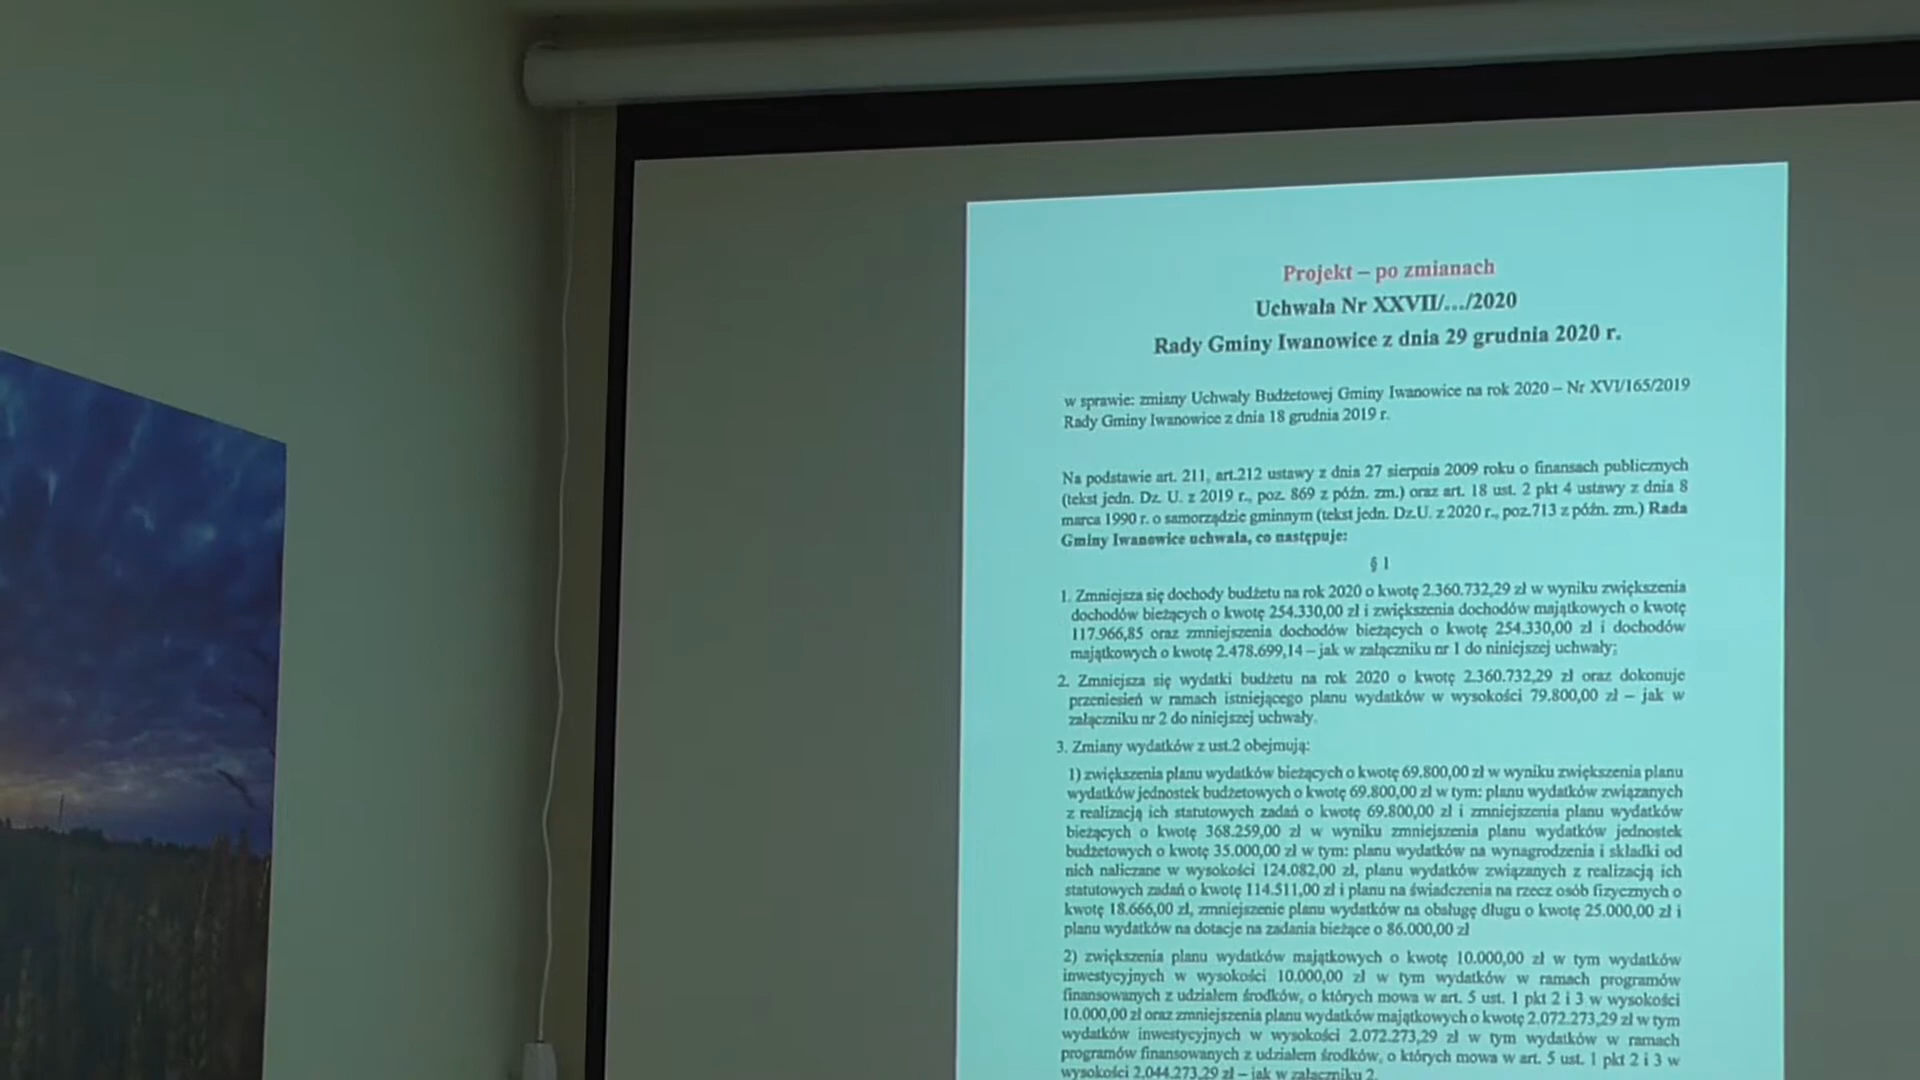 Projekt – po zmianach
Uchwała Nr XXVII/.../2020
Rady Gminy Iwanowice z dnia 29 grudnia 2020 r.
w sprawie: zmiany Uchwały Budżetowej Gminy Iwanowice na rok 2020 – Nr XVI/165/2019
Rady Gminy Iwanowice z dnia 18 grudnia 2019 r.
Na podstawie art. 211, art.212 ustawy z dnia 27 sierpnia 2009 roku o finansach publicznych
(tekst jedn. Dz. U. z 2019 r., poz. 869 z późn. zm.) oraz art. 18 ust. 2 pkt 4 ustawy z dnia 8
marca 1990 r. o samorządzie gminnym (tekst jedn. Dz.U. z 2020 r., poz.713 z późn. zm.) Rada
Gminy Iwanowice uchwala, co następuje:
§ 1
1. Zmniejsza się dochody budżetu na rok 2020 o kwotę 2.360.732,29 zł w wyniku zwiększenia
dochodów bieżących o kwotę 254.330,00 zł i zwiększenia dochodów majątkowych o kwotę
117.966,85 oraz zmniejszenia dochodów bieżących o kwotę 254.330,00 zł i dochodów
majątkowych o kwotę 2.478.699,14 – jak w załączniku nr 1 do niniejszej uchwały;
2. Zmniejsza się wydatki budżetu na rok 2020 o kwotę 2.360.732,29 zł oraz dokonuje
przeniesień w ramach istniejącego planu wydatków w wysokości 79.800,00 zł – jak w
załączniku nr 2 do niniejszej uchwały.
3. Zmiany wydatków z ust.2 obejmują:
1) zwiększenia planu wydatków bieżących o kwotę 69.800,00 zł w wyniku zwiększenia planu
wydatków jednostek budżetowych o kwotę 69.800,00 zł w tym: planu wydatków związanych
z realizacją ich statutowych zadań o kwotę 69.800,00 zł i zmniejszenia planu wydatków
bieżących o kwotę 368.259,00 zł w wyniku zmniejszenia planu wydatków jednostek
budżetowych o kwotę 35.000,00 zł w tym: planu wydatków na wynagrodzenia i składki od
nich naliczane w wysokości 124.082,00 zł, planu wydatków związanych z realizacją ich
statutowych zadań o kwotę 114.511,00 zł i planu na świadczenia na rzecz osób fizycznych o
kwotę 18.666,00 zł, zmniejszenie planu wydatków na obsługę długu o kwotę 25.000,00 zł i
planu wydatków na dotacje na zadania bieżące o 86.000,00 zł
2) zwiększenia planu wydatków majątkowych o kwotę 10.000,00 zł w tym wydatków
inwestycyjnych w wysokości 10.000,00 zł w tym wydatków w ramach programów
finansowanych z udziałem środków, o których mowa w art. 5 ust. 1 pkt 2 i 3 w wysokości
10.000,00 zł oraz zmniejszenia planu wydatków majątkowych o kwotę 2.072.273,29 zł w tym
wydatków inwestycyjnych w wysokości 2.072.273,29 zł w tym wydatków w ramach
programów finansowanych z udziałem środków, o których mowa w art. 5 ust. 1 pkt 2 i 3 w
wysokości 2.044.273,29 zł – jak w załączniku 2.